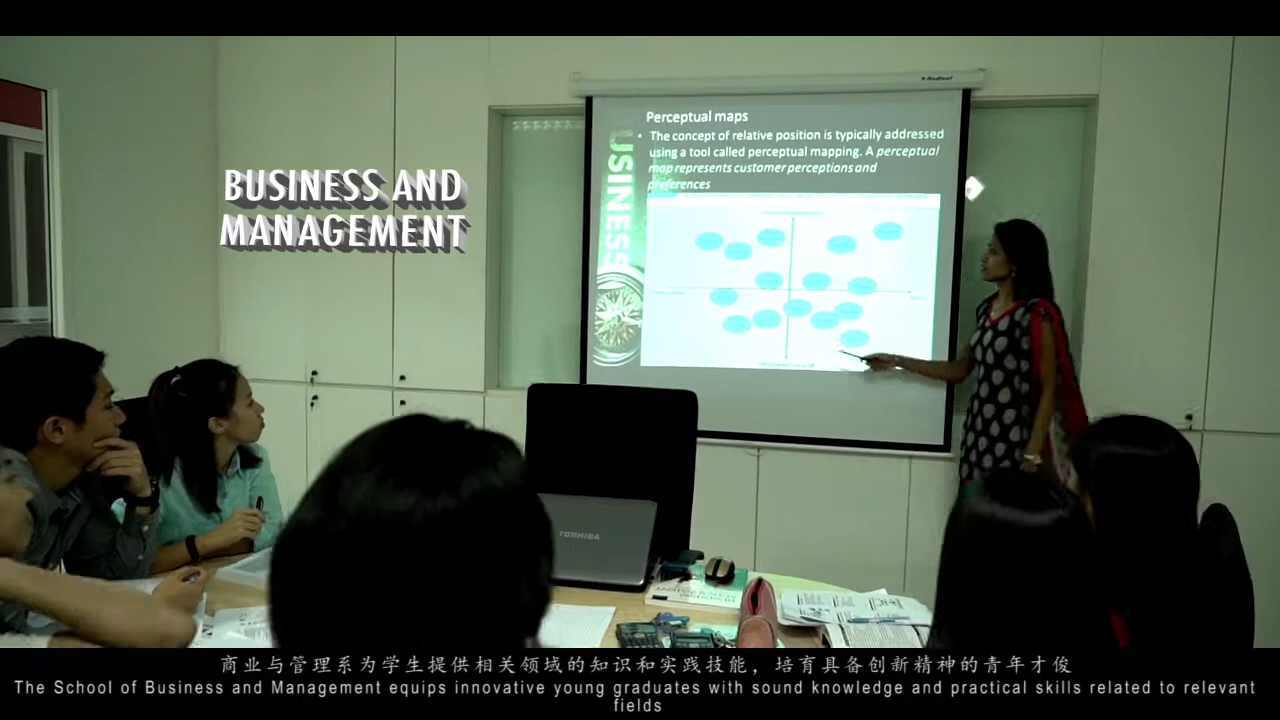 Perceptual maps
• The concept of relative position is typically addressed
using a tool called perceptual mapping. A perceptual
map represents customer perceptions and
preferences
USINESS
BUSINESS AND
MANAGEMENT
TOSHIBA
商业与管理系为学生提供相关领域的知识和实践技能，培育具备创新精神的青年才俊
The School of Business and Management equips innovative young graduates with sound knowledge and practical skills related to relevant
fields